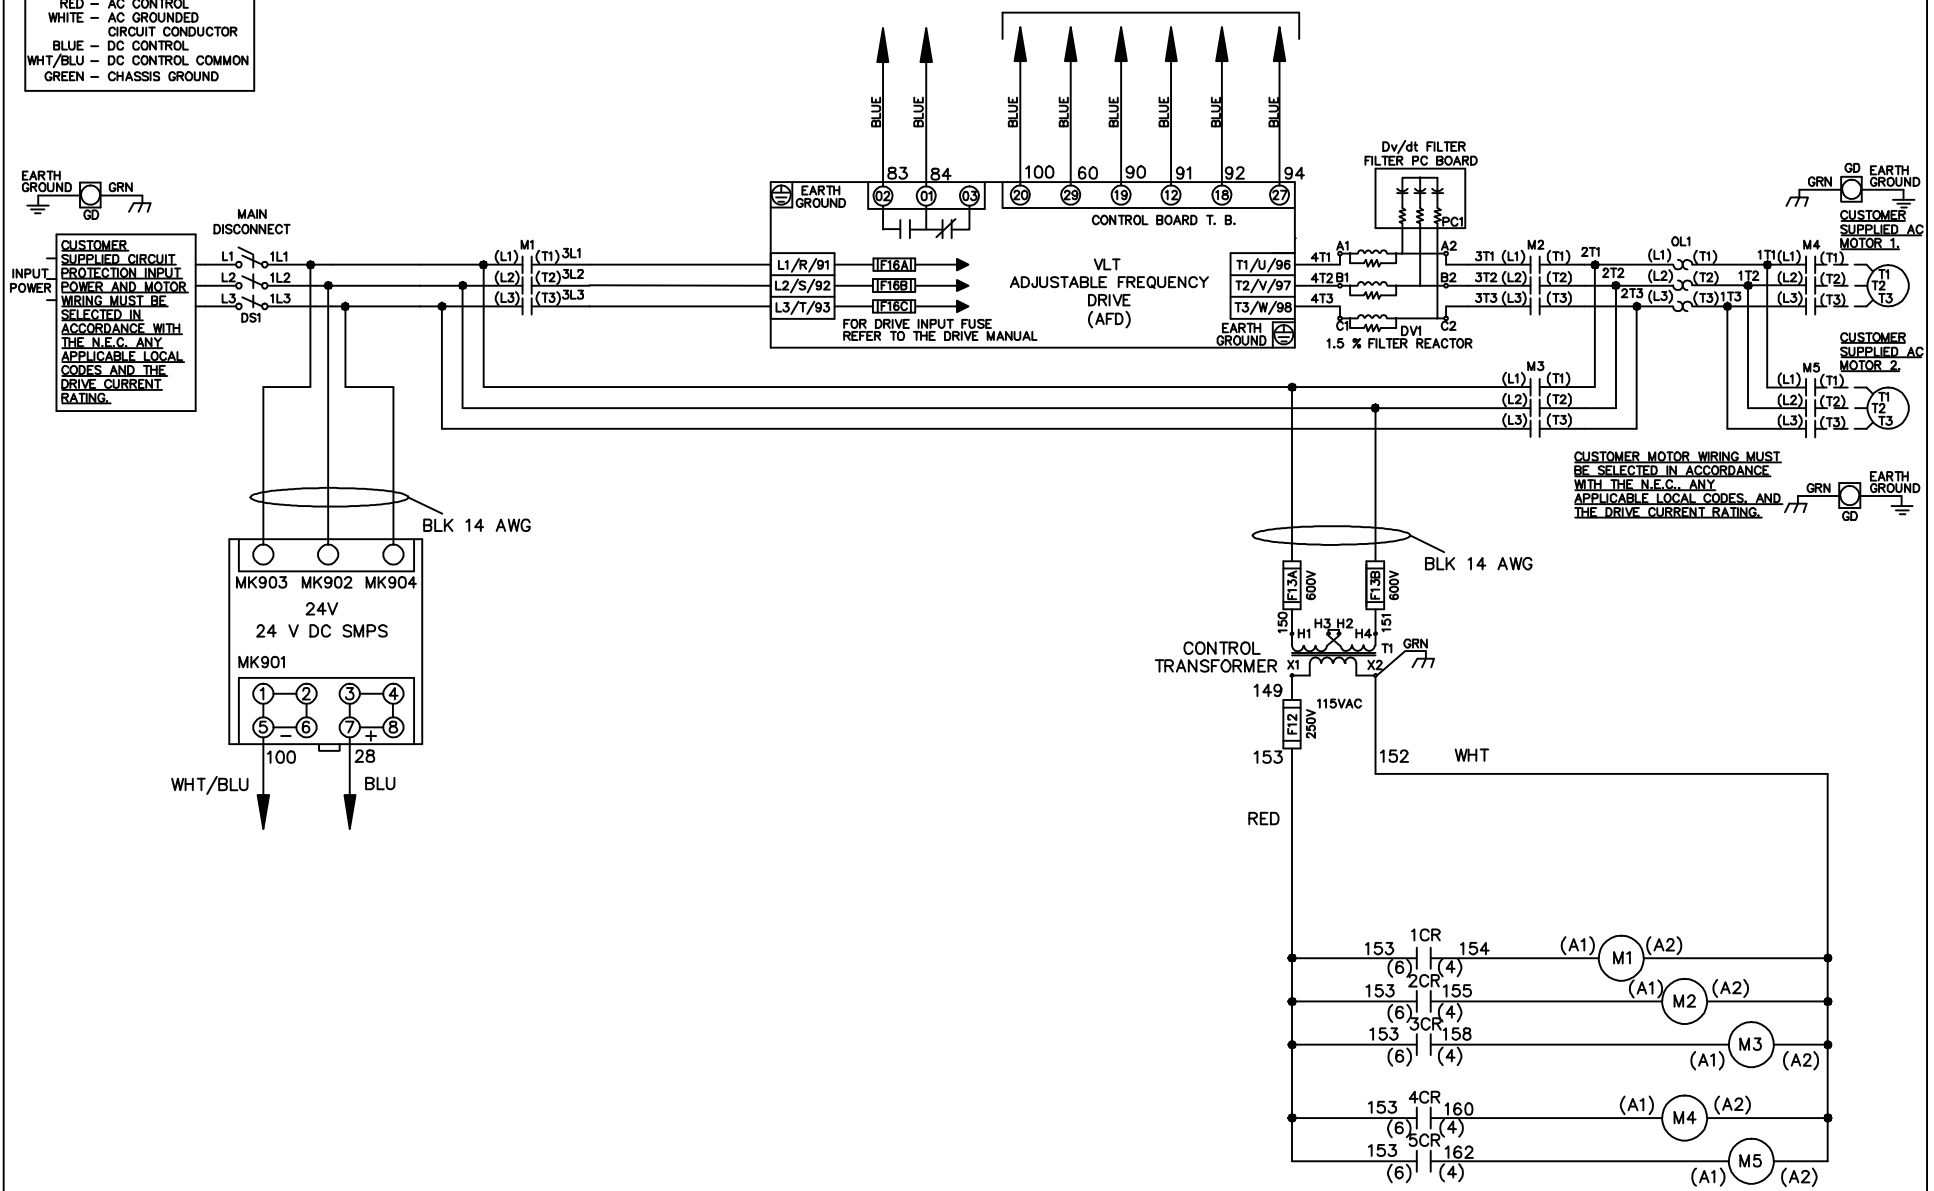 RED – AC CONTROL
WHITE – AC GROUNDED
CIRCUIT CONDUCTOR
BLUE – DC CONTROL
WHT/BLU – DC CONTROL COMMON
GREEN – CHASSIS GROUND
BLUE BLUE BLUE BLUE BLUE BLUE BLUE BLUE
83 84 100 60 90 91 92 94
02 01 03 20 29 19 12 18 27
EARTH
GROUND
CONTROL BOARD T. B.
EARTH
GROUND
GRN
GD
MAIN
DISCONNECT
INPUT
POWER
CUSTOMER
SUPPLIED CIRCUIT
PROTECTION INPUT
POWER AND MOTOR
WIRING MUST BE
SELECTED IN
ACCORDANCE WITH
THE N.E.C. ANY
APPLICABLE LOCAL
CODES AND THE
DRIVE CURRENT
RATING.
L1 1L1
L2 1L2
L3 1L3
DS1
M1
(L1) (T1) 3L1
(L2) (T2) 3L2
(L3) (T3) 3L3
L1/R/91 F16A
L2/S/92 F16B
L3/T/93 F16C
FOR DRIVE INPUT FUSE
REFER TO THE DRIVE MANUAL
VLT
ADJUSTABLE FREQUENCY
DRIVE
(AFD)
T1/U/96
T2/V/97
T3/W/98
EARTH
GROUND
Dv/dt FILTER
FILTER PC BOARD
PC1
4T1 A1 A2
4T2 B1 B2
4T3 C1 C2
DV1
1.5 % FILTER REACTOR
M2
3T1 (L1) (T1) 2T1
3T2 (L2) (T2) 2T2
3T3 (L3) (T3) 2T3
OL1
(L1) (T1) 1T1
(L2) (T2) 1T2
(L3) (T3) 1T3
M4
(L1) (T1)
(L2) (T2)
(L3) (T3)
T1
T2
T3
GRN
GD
EARTH
GROUND
CUSTOMER
SUPPLIED AC
MOTOR 1.
CUSTOMER
SUPPLIED AC
MOTOR 2.
M3
(L1) (T1)
(L2) (T2)
(L3) (T3)
M5
(L1) (T1)
(L2) (T2)
(L3) (T3)
T1
T2
T3
CUSTOMER MOTOR WIRING MUST
BE SELECTED IN ACCORDANCE
WITH THE N.E.C., ANY
APPLICABLE LOCAL CODES, AND
THE DRIVE CURRENT RATING.
GRN
GD
EARTH
GROUND
BLK 14 AWG
MK903 MK902 MK904
24V
24 V DC SMPS
MK901
1 2 3 4
5 6 7 8
– +
100 28
WHT/BLU BLU
BLK 14 AWG
F13A 600V F13B 600V
150 151
H1 H3 H2 H4
T1
GRN
CONTROL
TRANSFORMER
X1 X2
149
115VAC
F12 250V
153
152 WHT
RED
1CR
153 154 (A1) M1 (A2)
(6) (4)
2CR
153 155 (A1) M2 (A2)
(6) (4)
3CR
153 158 M3
(6) (4) (A1) (A2)
4CR
153 160 (A1) M4 (A2)
(6) (4)
5CR
153 162 M5
(6) (4) (A1) (A2)